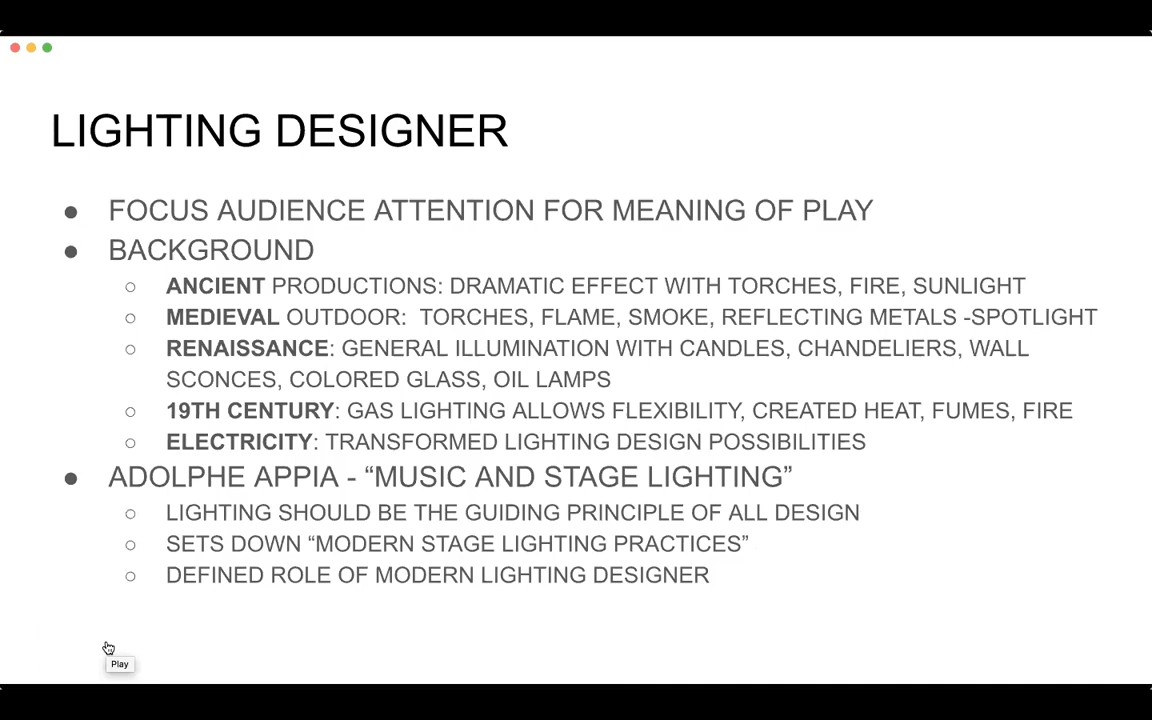 LIGHTING DESIGNER
● FOCUS AUDIENCE ATTENTION FOR MEANING OF PLAY
● BACKGROUND
○ ANCIENT PRODUCTIONS: DRAMATIC EFFECT WITH TORCHES, FIRE, SUNLIGHT
○ MEDIEVAL OUTDOOR: TORCHES, FLAME, SMOKE, REFLECTING METALS -SPOTLIGHT
○ RENAISSANCE: GENERAL ILLUMINATION WITH CANDLES, CHANDELIERS, WALL
SCONCES, COLORED GLASS, OIL LAMPS
○ 19TH CENTURY: GAS LIGHTING ALLOWS FLEXIBILITY, CREATED HEAT, FUMES, FIRE
○ ELECTRICITY: TRANSFORMED LIGHTING DESIGN POSSIBILITIES
● ADOLPHE APPIA - “MUSIC AND STAGE LIGHTING”
○ LIGHTING SHOULD BE THE GUIDING PRINCIPLE OF ALL DESIGN
○ SETS DOWN “MODERN STAGE LIGHTING PRACTICES”
○ DEFINED ROLE OF MODERN LIGHTING DESIGNER
Play